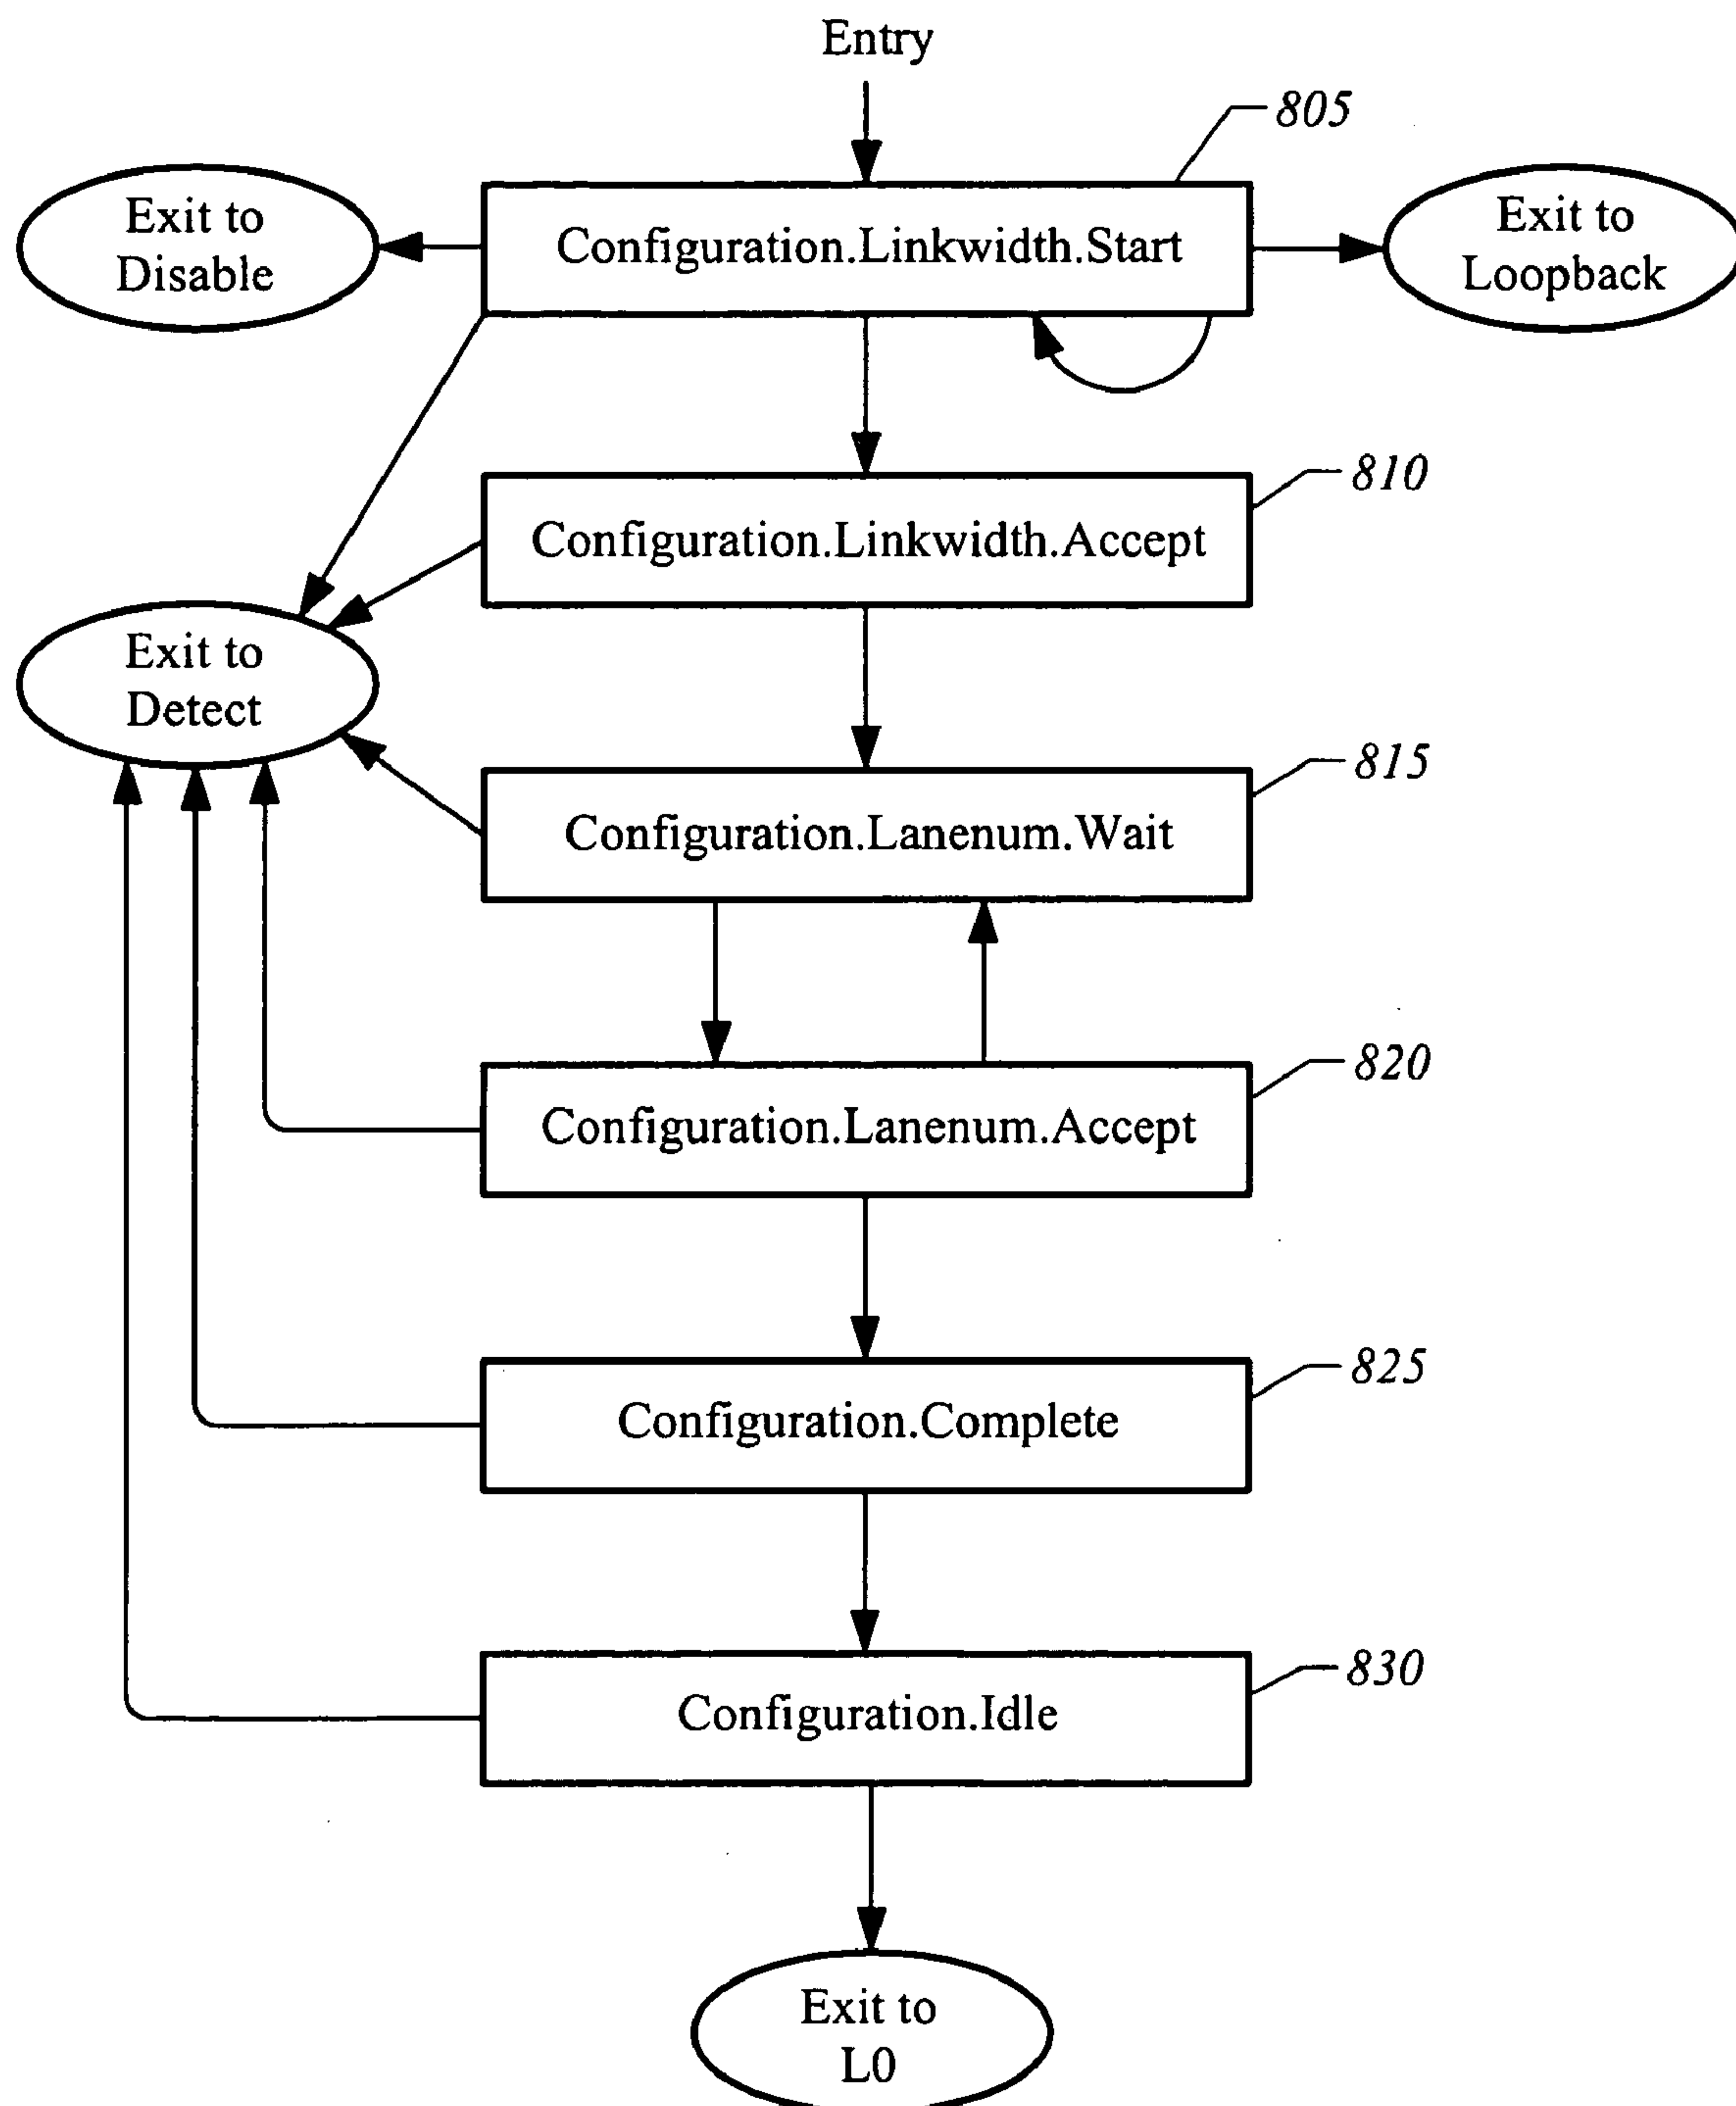 Entry
805
Exit to
Disable
Configuration.Linkwidth.Start
Exit to
Loopback
810
Configuration.Linkwidth.Accept
Exit to
Detect
815
Configuration.Lanenum.Wait
820
Configuration.Lanenum.Accept
825
Configuration.Complete
830
Configuration.Idle
Exit to
L0